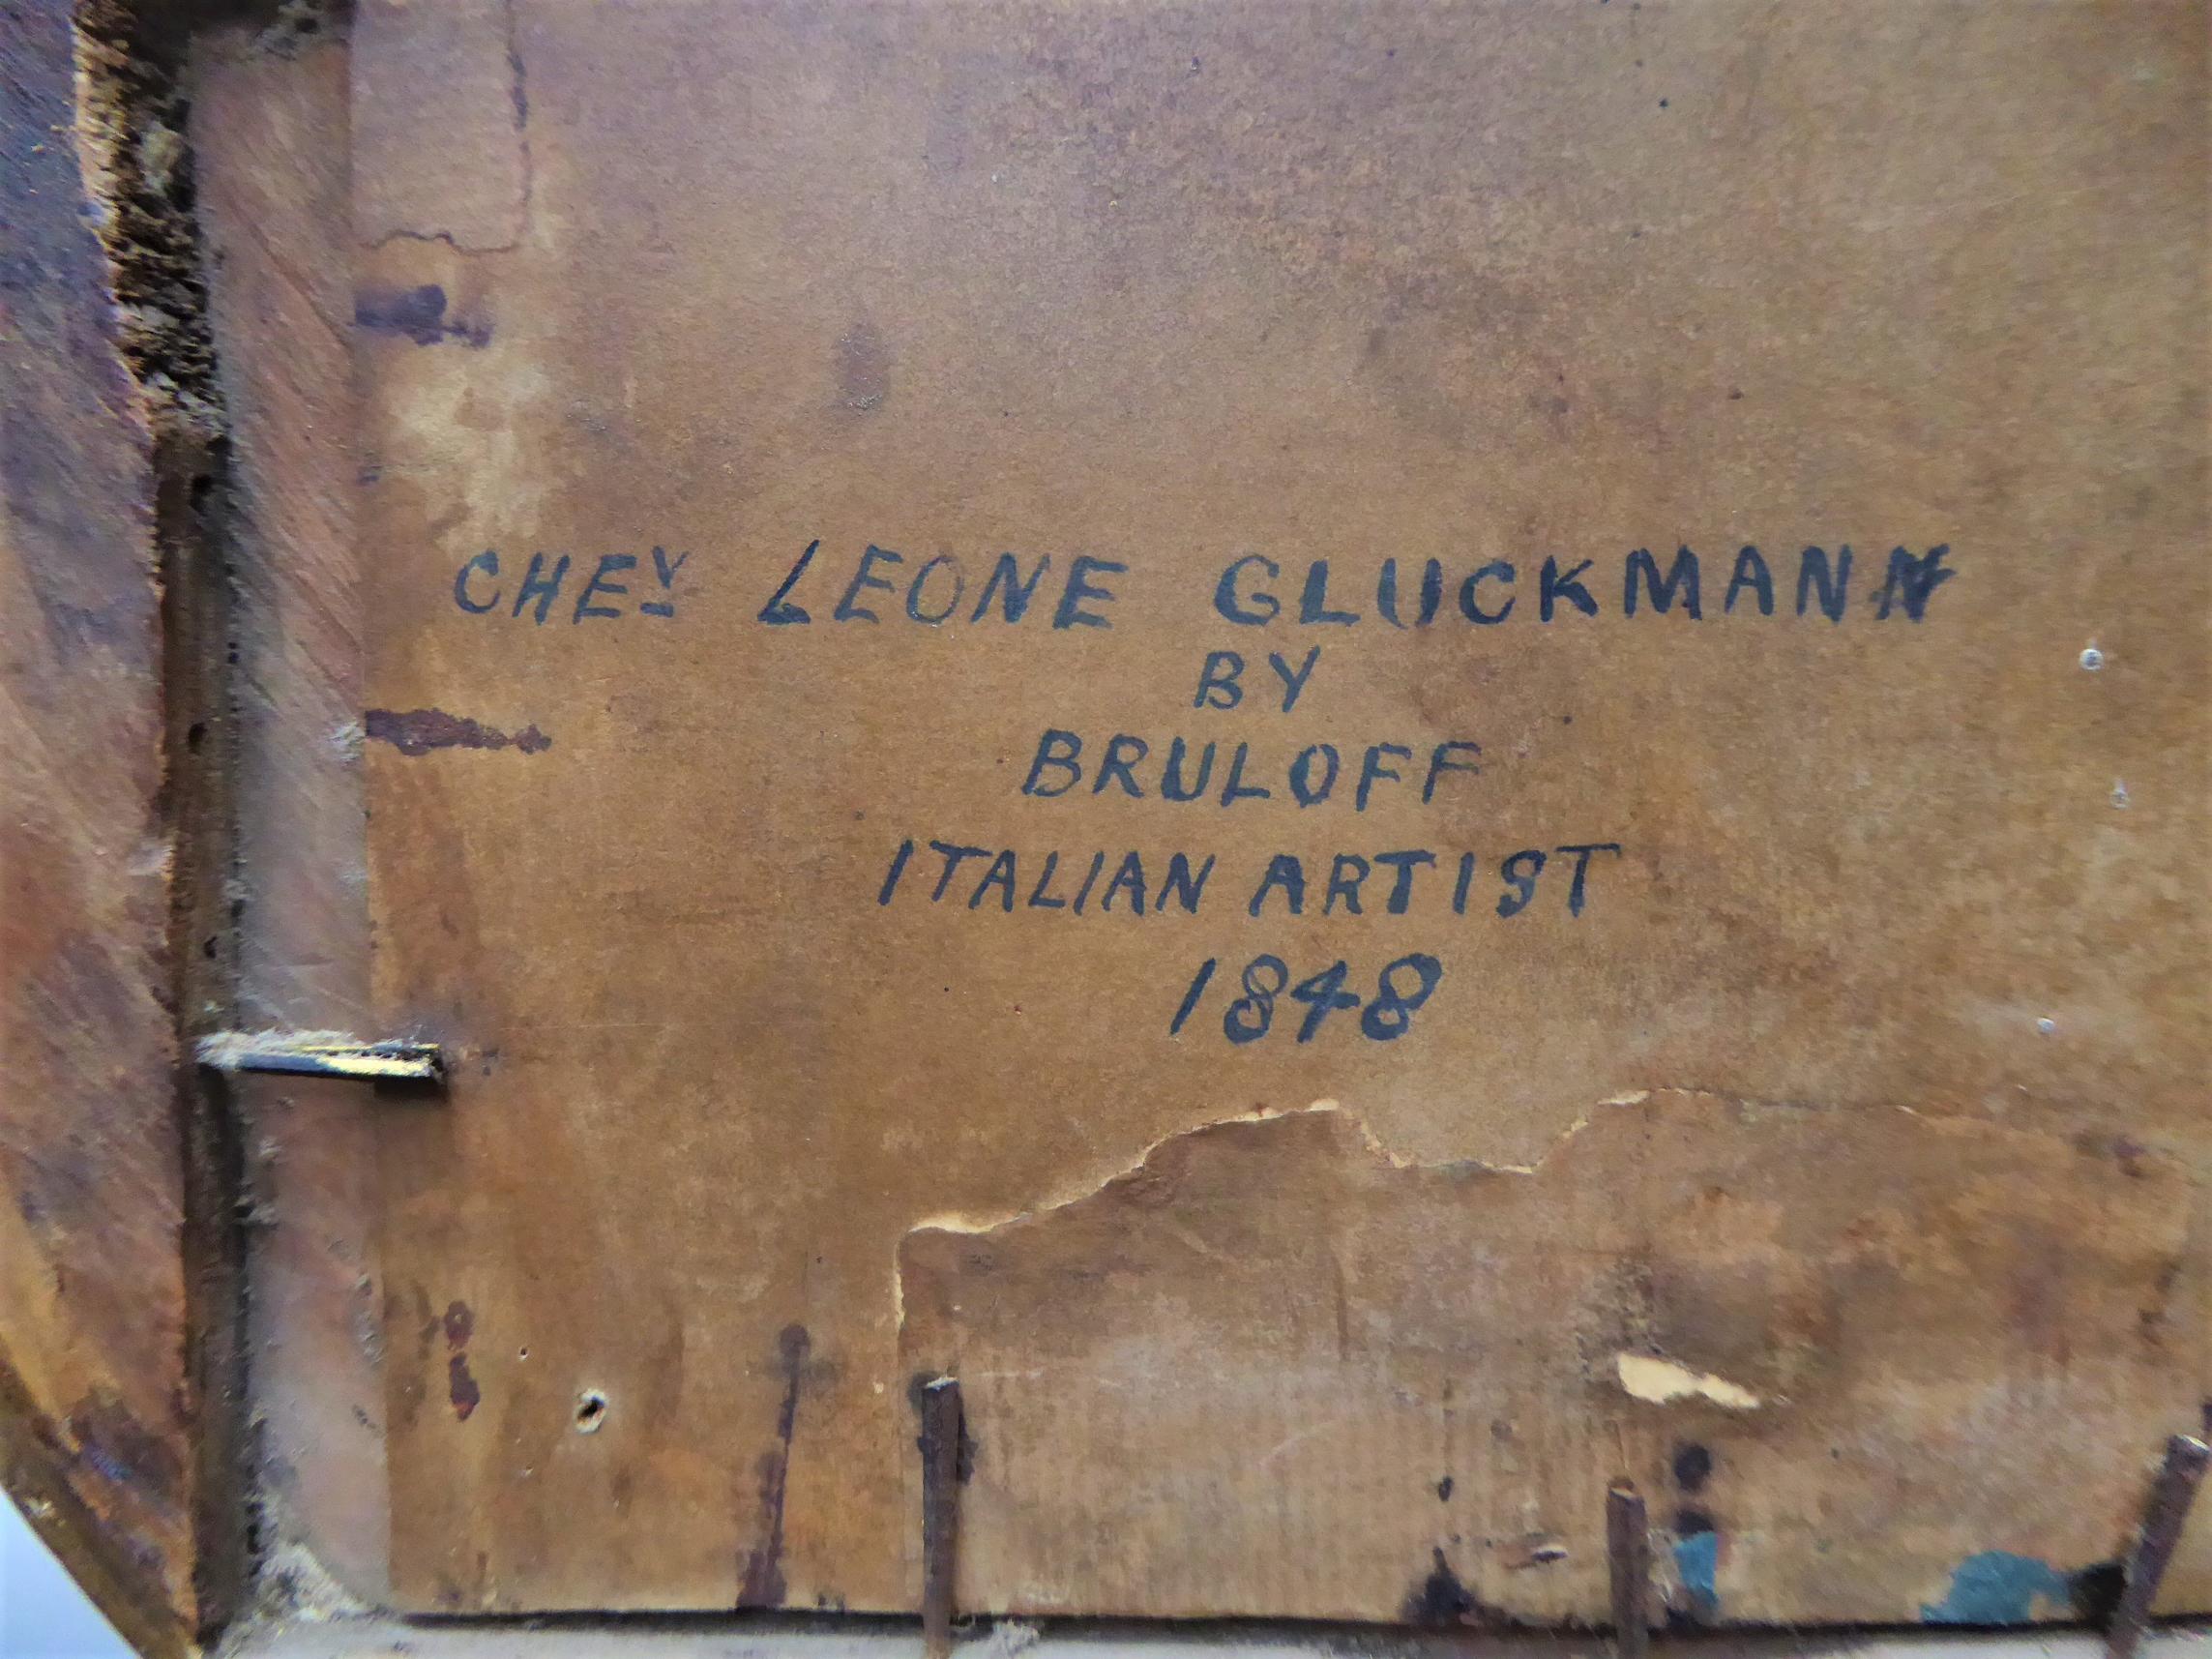 CHEV LEONE GLUCKMANN
BY
BRULOFF
ITALIAN ARTIST
1848